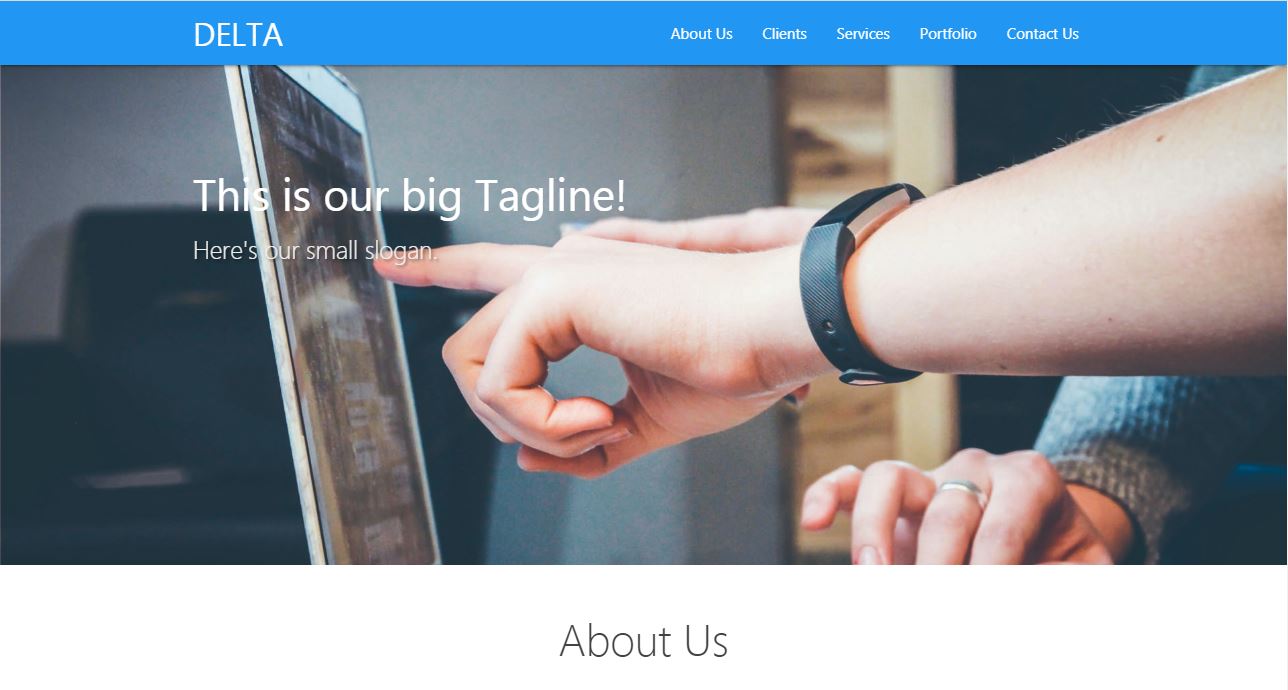 DELTA
About Us Clients Services Portfolio Contact Us
This is our big Tagline!
Here's our small slogan.
About Us